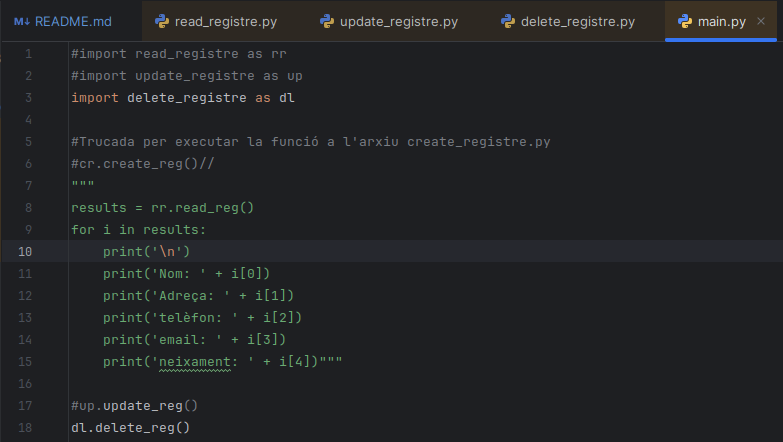 README.md read_registre.py update_registre.py delete_registre.py main.py
1 #import read_registre as rr
2 #import update_registre as up
3 import delete_registre as dl
4
5 #Trucada per executar la funció a l'arxiu create_registre.py
6 #cr.create_reg()//
7 """
8 results = rr.read_reg()
9 for i in results:
10     print('\n')
11     print('Nom: ' + i[0])
12     print('Adreça: ' + i[1])
13     print('telèfon: ' + i[2])
14     print('email: ' + i[3])
15     print('neixament: ' + i[4])"""
16
17 #up.update_reg()
18 dl.delete_reg()